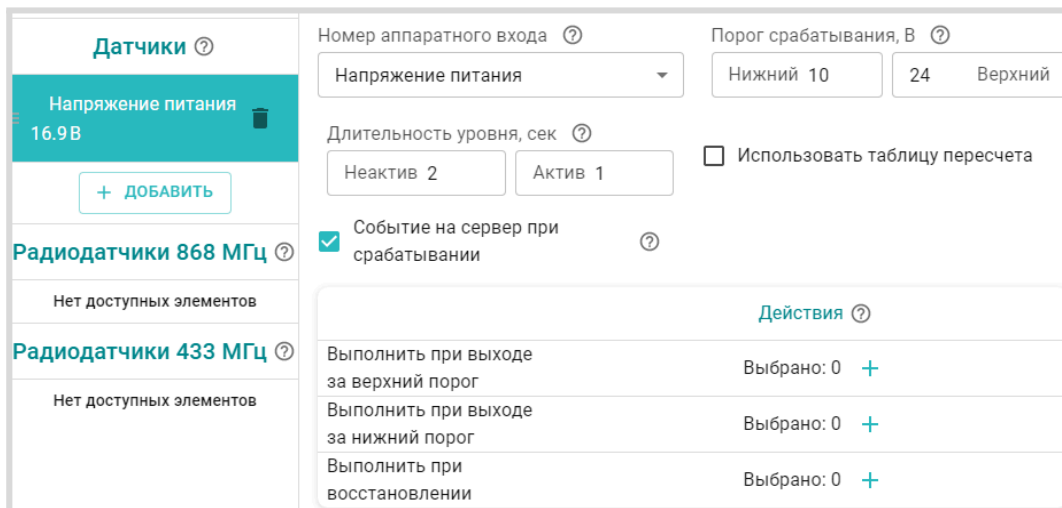 Датчики
Напряжение питания
16.9 В
+ ДОБАВИТЬ
Радиодатчики 868 МГц
Нет доступных элементов
Радиодатчики 433 МГц
Нет доступных элементов
Номер аппаратного входа
Порог срабатывания, В
Напряжение питания
Нижний 10
24 Верхний
Длительность уровня, сек
Неактив 2
Актив 1
Использовать таблицу пересчета
Событие на сервер при
срабатывании
Действия
Выполнить при выходе
за верхний порог
Выбрано: 0 +
Выполнить при выходе
за нижний порог
Выбрано: 0 +
Выполнить при
восстановлении
Выбрано: 0 +